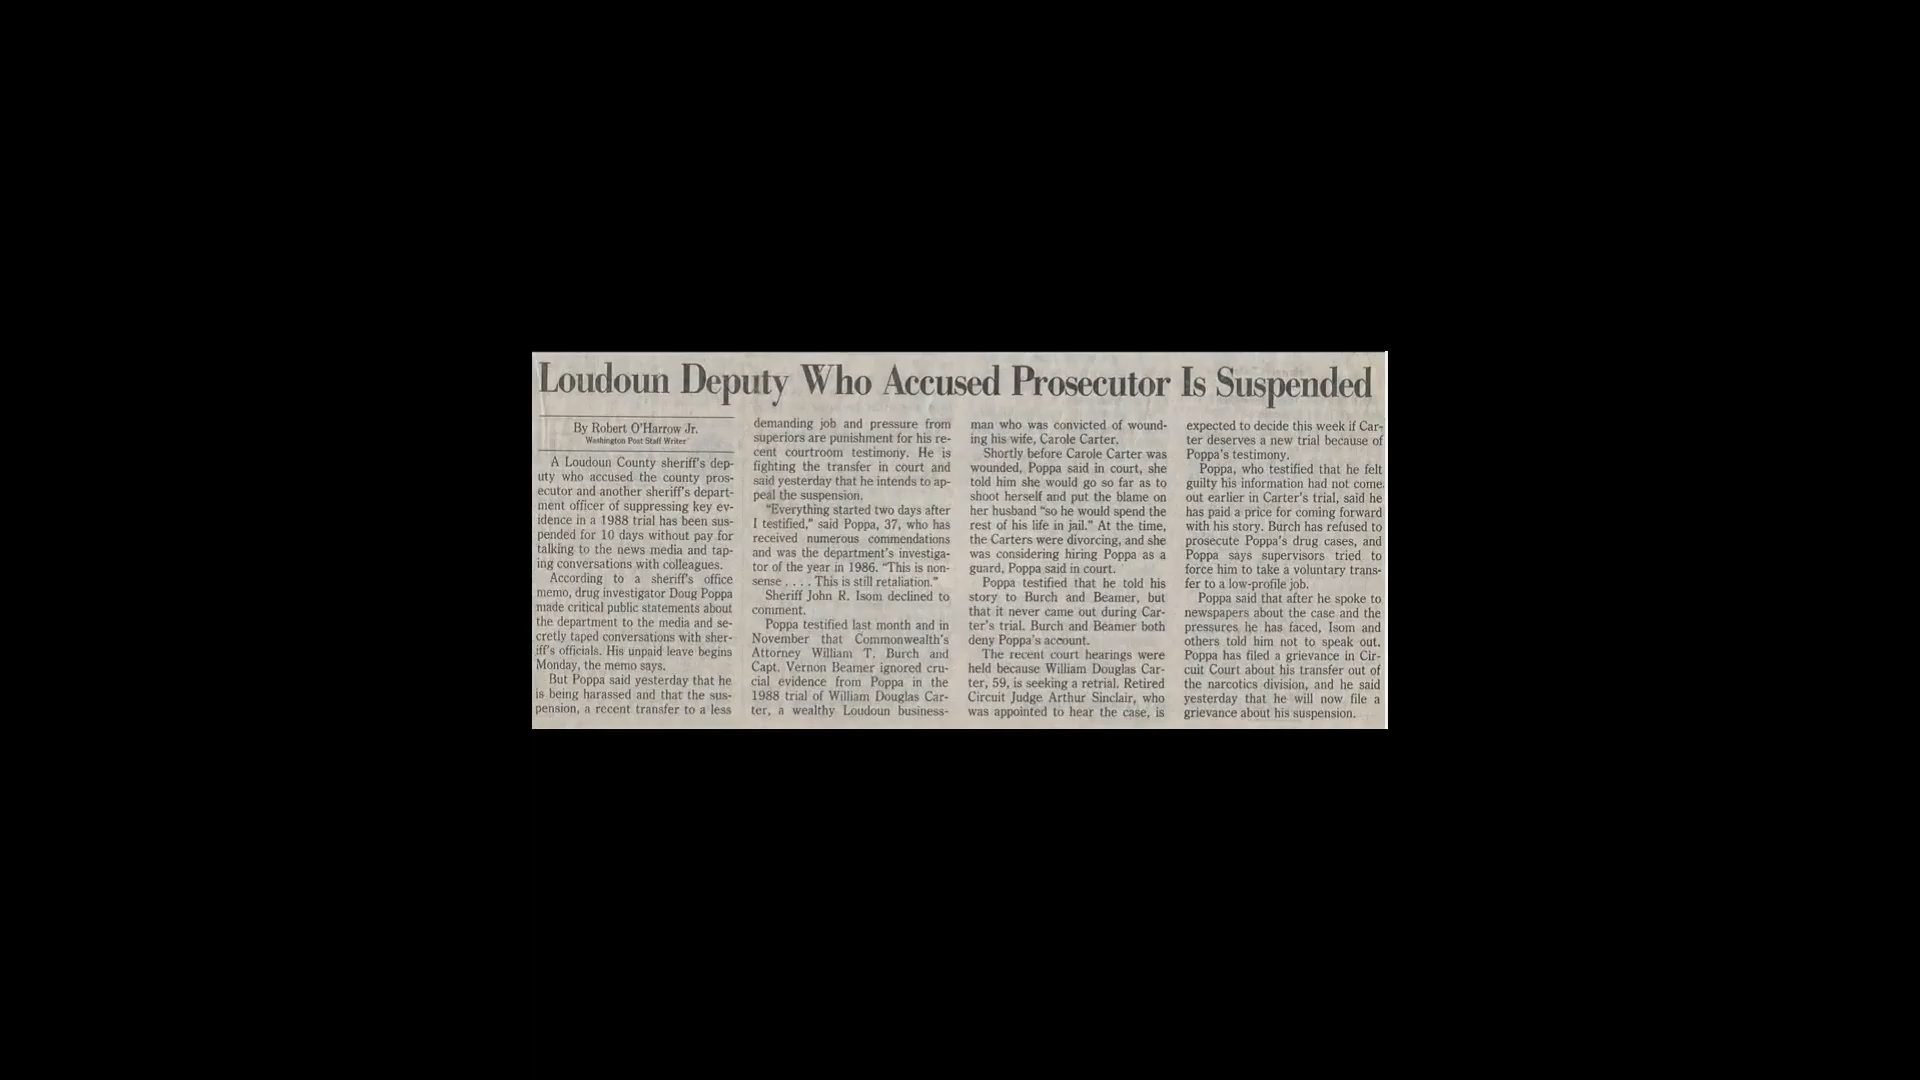 Loudoun Deputy Who Accused Prosecutor Is Suspended
By Robert O'Harrow Jr.
Washington Post Staff Writer
A Loudoun County sheriff's dep-
uty who accused the county pros-
ecutor and another sheriff's depart-
ment officer of suppressing key ev-
idence in a 1988 trial has been sus-
pended for 10 days without pay for
talking to the news media and tap-
ing conversations with colleagues.
According to a sheriff's office
memo, drug investigator Doug Poppa
made critical public statements about
the department to the media and se-
cretly taped conversations with sher-
iff's officials. His unpaid leave begins
Monday, the memo says.
But Poppa said yesterday that he
is being harassed and that the sus-
pension, a recent transfer to a less
demanding job and pressure from
superiors are punishment for his re-
cent courtroom testimony. He is
fighting the transfer in court and
said yesterday that he intends to ap-
peal the suspension.
"Everything started two days after
I testified," said Poppa, 37, who has
received numerous commendations
and was the department's investiga-
tor of the year in 1986. "This is non-
sense . . . . This is still retaliation."
Sheriff John R. Isom declined to
comment.
Poppa testified last month and in
November that Commonwealth's
Attorney William T. Burch and
Capt. Vernon Beamer ignored cru-
cial evidence from Poppa in the
1988 trial of William Douglas Car-
ter, a wealthy Loudoun business-
man who was convicted of wound-
ing his wife, Carole Carter.
Shortly before Carole Carter was
wounded, Poppa said in court, she
told him she would go so far as to
shoot herself and put the blame on
her husband "so he would spend the
rest of his life in jail." At the time,
the Carters were divorcing, and she
was considering hiring Poppa as a
guard, Poppa said in court.
Poppa testified that he told his
story to Burch and Beamer, but
that it never came out during Car-
ter's trial. Burch and Beamer both
deny Poppa's account.
The recent court hearings were
held because William Douglas Car-
ter, 59, is seeking a retrial. Retired
Circuit Judge Arthur Sinclair, who
was appointed to hear the case, is
expected to decide this week if Car-
ter deserves a new trial because of
Poppa's testimony.
Poppa, who testified that he felt
guilty his information had not come
out earlier in Carter's trial, said he
has paid a price for coming forward
with his story. Burch has refused to
prosecute Poppa's drug cases, and
Poppa says supervisors tried to
force him to take a voluntary trans-
fer to a low-profile job.
Poppa said that after he spoke to
newspapers about the case and the
pressures he has faced, Isom and
others told him not to speak out.
Poppa has filed a grievance in Cir-
cuit Court about his transfer out of
the narcotics division, and he said
yesterday that he will now file a
grievance about his suspension.